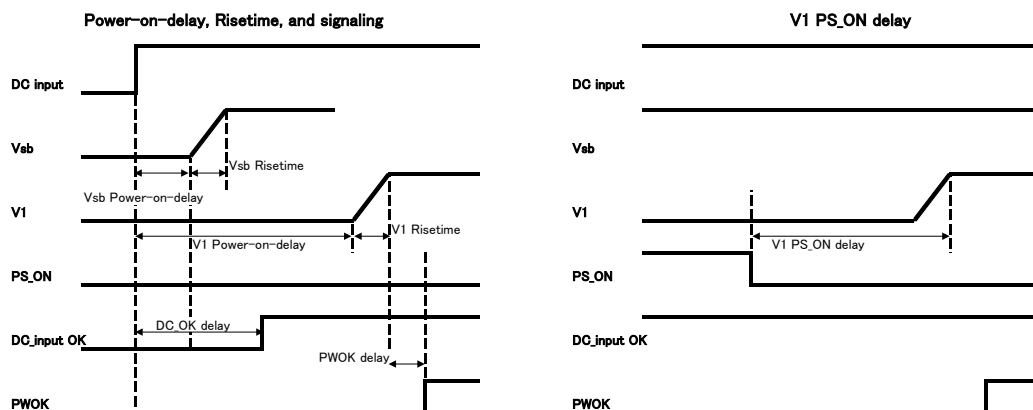 Power-on-delay, Risetime, and signaling
DC input
Vsb
Vsb Risetime
Vsb Power-on-delay
V1
V1 Risetime
V1 Power-on-delay
PS_ON
DC_OK delay
DC_input OK
PWOK delay
PWOK
V1 PS_ON delay
DC input
Vsb
V1
V1 PS_ON delay
PS_ON
DC_input OK
PWOK